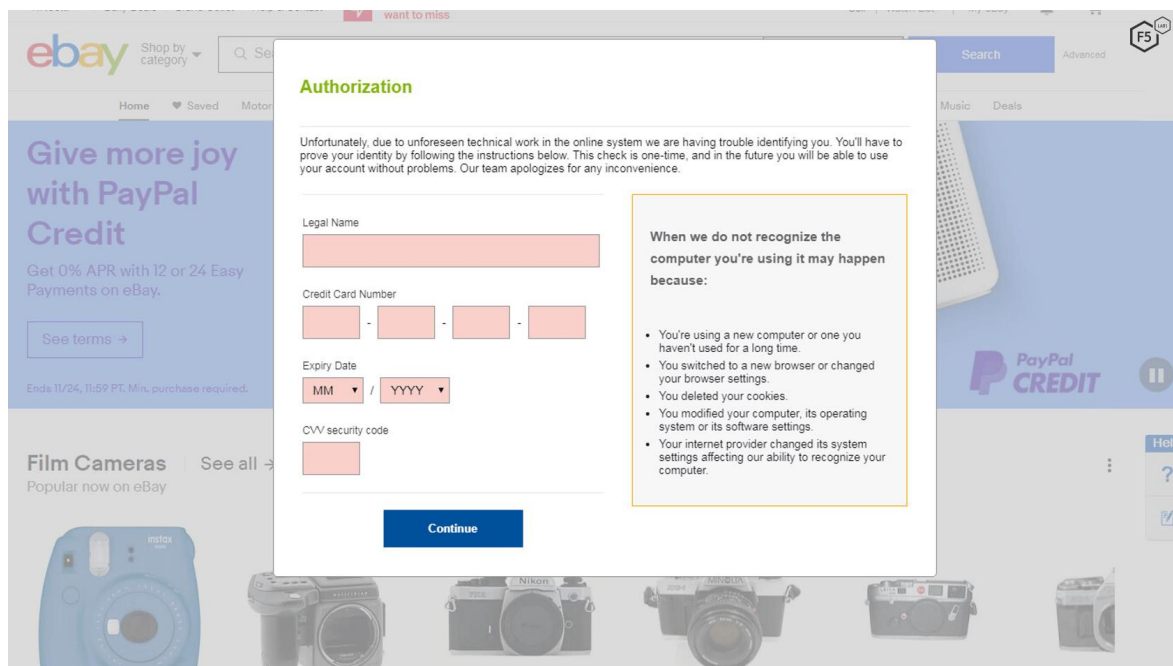 want to miss
ebay
Shop by
category
Search
Advanced
F5
LABS
Home Saved Motor
Music Deals
Authorization
Unfortunately, due to unforeseen technical work in the online system we are having trouble identifying you. You'll have to
prove your identity by following the instructions below. This check is one-time, and in the future you will be able to use
your account without problems. Our team apologizes for any inconvenience.
Legal Name
Credit Card Number
- - -
Expiry Date
MM / YYYY
CVV security code
Continue
When we do not recognize the
computer you're using it may happen
because:
• You're using a new computer or one you
haven't used for a long time.
• You switched to a new browser or changed
your browser settings.
• You deleted your cookies.
• You modified your computer, its operating
system or its software settings.
• Your internet provider changed its system
settings affecting our ability to recognize your
computer.
Give more joy
with PayPal
Credit
Get 0% APR with 12 or 24 Easy
Payments on eBay.
See terms →
Ends 11/24, 11:59 PT. Min. purchase required.
PayPal
CREDIT
Film Cameras See all →
Popular now on eBay
Hel
?
instax
Nikon
MINOLTA